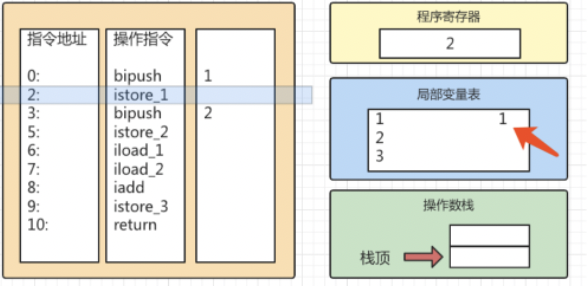 指令地址 操作指令
0: bipush 1
2: istore_1
3: bipush 2
5: istore_2
6: iload_1
7: iload_2
8: iadd
9: istore_3
10: return
程序寄存器
2
局部变量表
1 1
2
3
操作数栈
栈顶